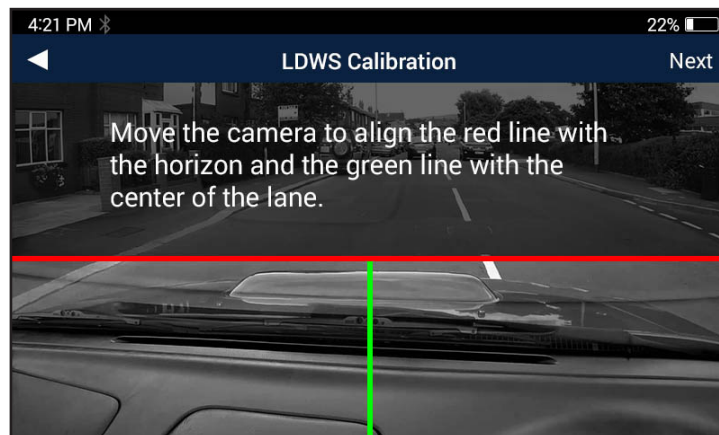 4:21 PM 22%
LDWS Calibration Next
Move the camera to align the red line with
the horizon and the green line with the
center of the lane.